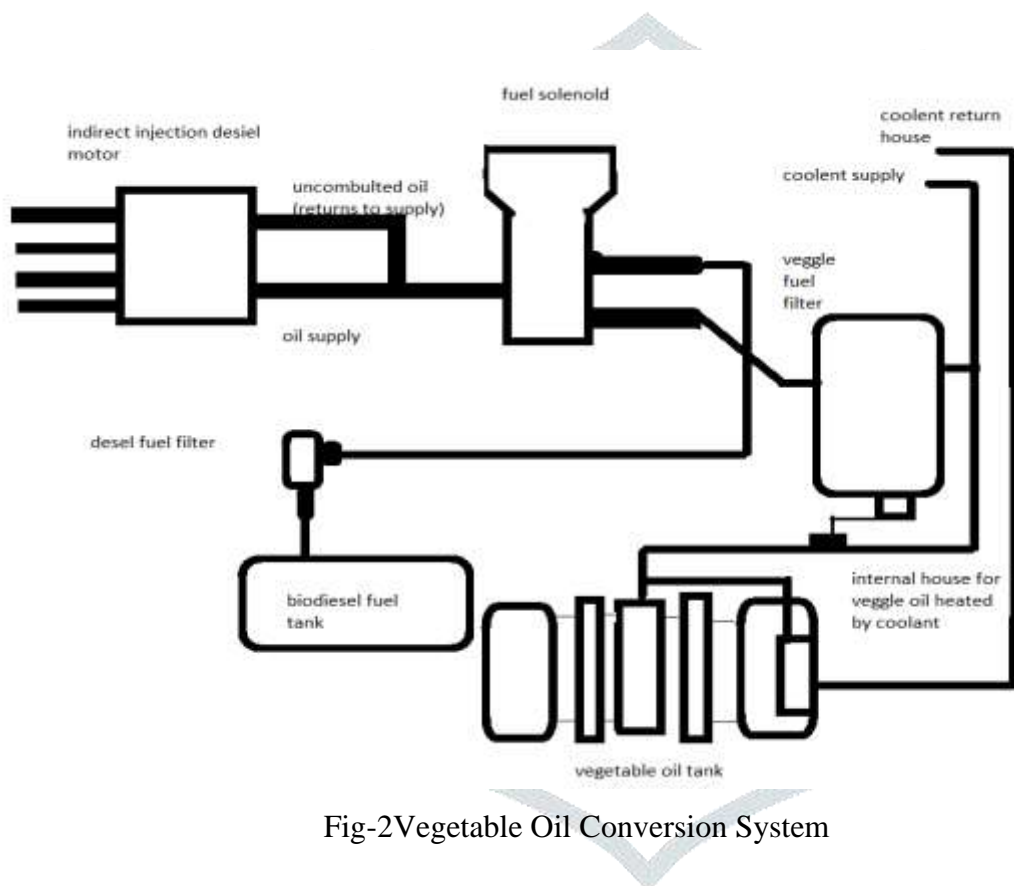 fuel solenold
coolent return
house
indirect injection desiel
motor
coolent supply
uncombulted oil
(returns to supply)
veggle
fuel
filter
oil supply
desel fuel filter
internal house for
veggle oil heated
by coolant
biodiesel fuel
tank
vegetable oil tank
Fig-2Vegetable Oil Conversion System